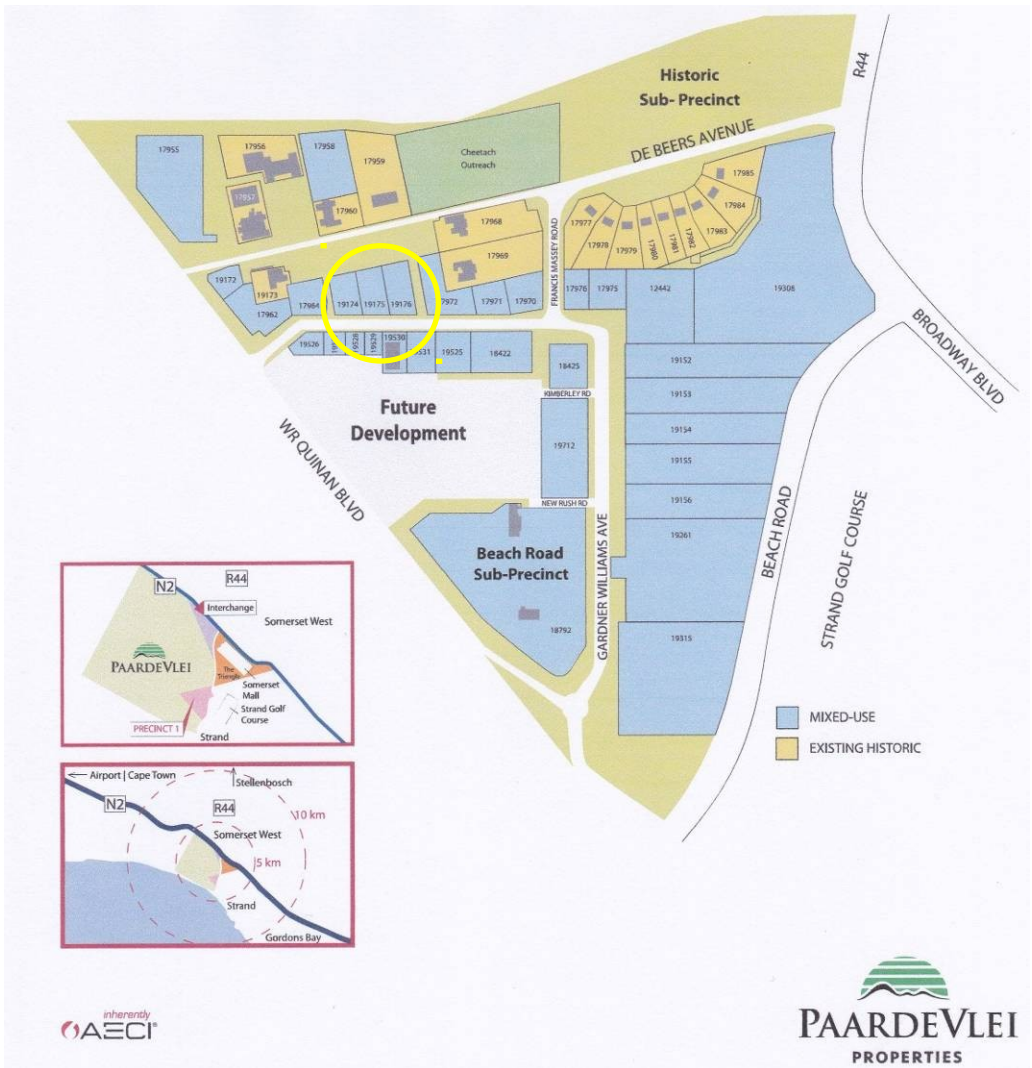 R44
Historic
Sub- Precinct
DE BEERS AVENUE
17955
17956
17958
17959
Cheetach
Outreach
17957
17960
17968
17969
17985
17984
17983
17982
17981
17980
17979
17978
17977
FRANCIS MASSEY ROAD
19172
19173
17962
17964
19174
19175
19176
17972
17971
17970
17976
17975
12442
19308
BROADWAY BLVD
19526
19528
19529
19530
19525
18422
18425
KIMBERLEY RD
19712
NEW RUSH RD
19152
19153
19154
19155
19156
19261
19315
Future
Development
WR QUINAN BLVD
Beach Road
Sub-Precinct
18792
GARDNER WILLIAMS AVE
BEACH ROAD
STRAND GOLF COURSE
N2
R44
Interchange
Somerset West
PAARDEVLEI
The
Triangle
Somerset
Mall
Strand Golf
Course
PRECINCT 1
Strand
MIXED-USE
EXISTING HISTORIC
Airport | Cape Town
Stellenbosch
N2
R44
10 km
Somerset West
5 km
Strand
Gordons Bay
inherently
AECI
PAARDEVLEI
PROPERTIES